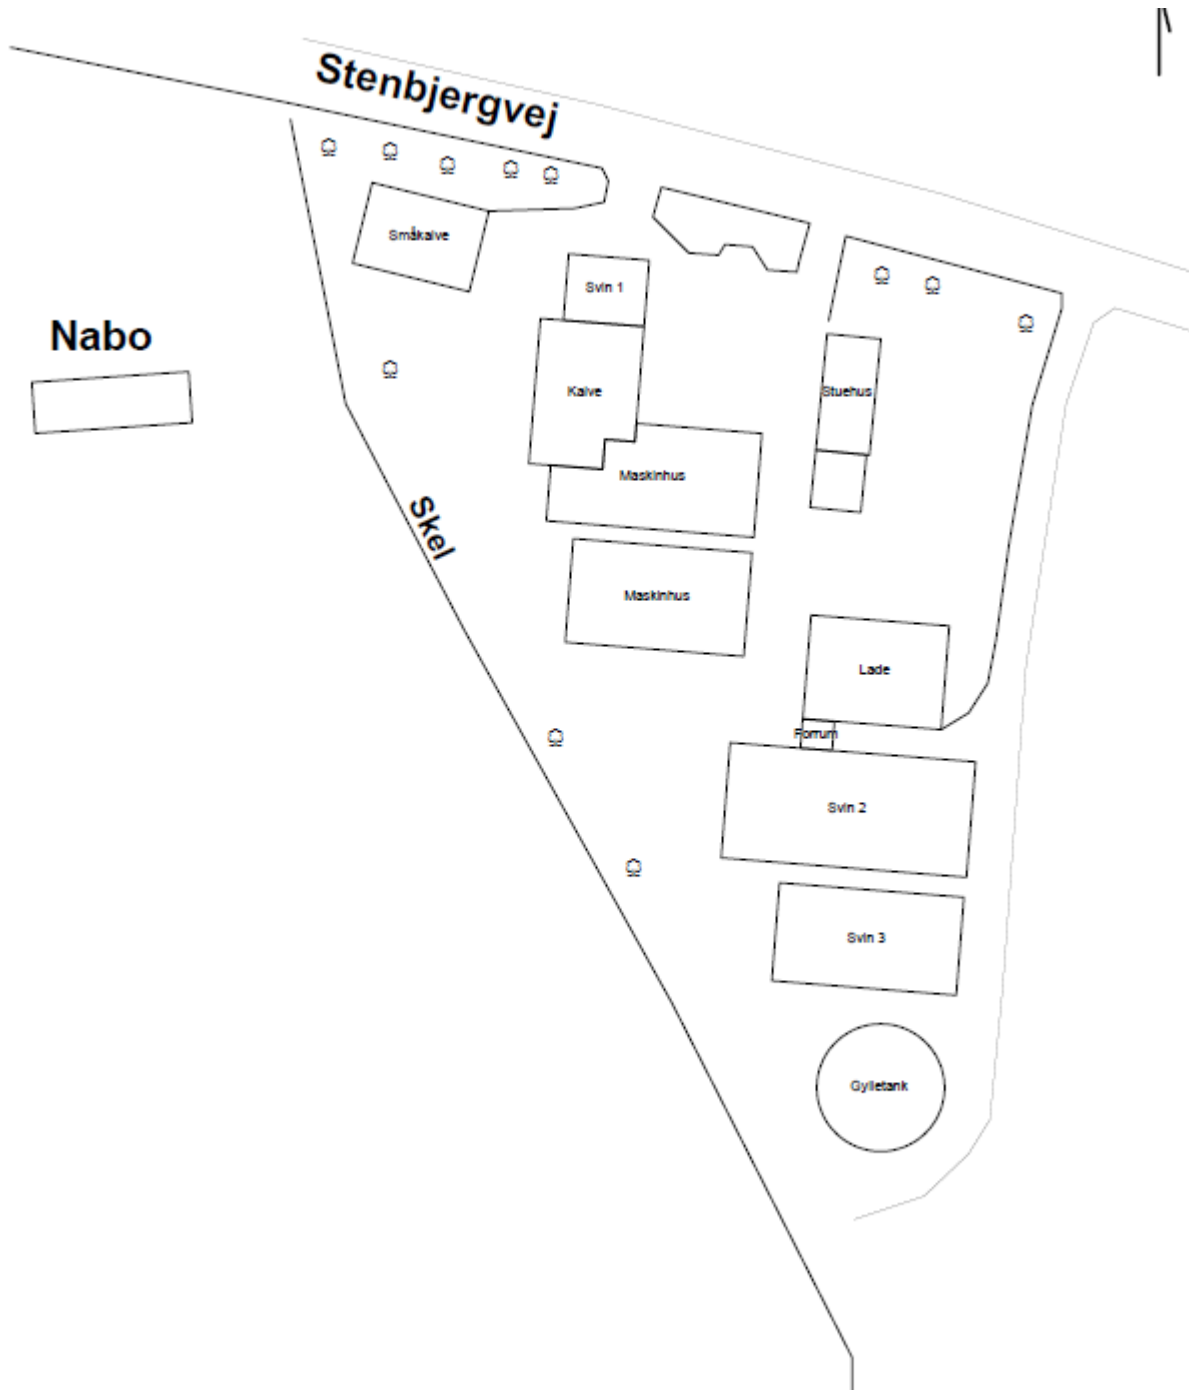 Stenbjergvej
Småkalve
Svin 1
Nabo
Kalve
Stuehus
Maskinhus
Skel
Maskinhus
Lade
Forrum
Svin 2
Svin 3
Gylletank